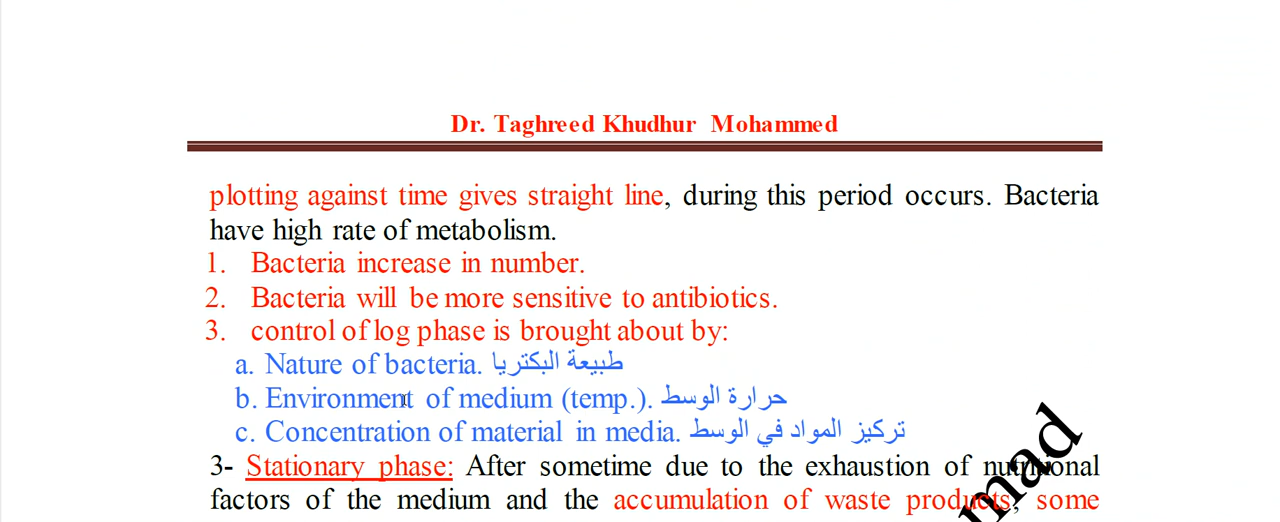 Dr. Taghreed Khudhur Mohammed
plotting against time gives straight line, during this period occurs. Bacteria
have high rate of metabolism.
1. Bacteria increase in number.
2. Bacteria will be more sensitive to antibiotics.
3. control of log phase is brought about by:
a. Nature of bacteria. طبيعة البكتريا
b. Environment of medium (temp.). حرارة الوسط
c. Concentration of material in media. تركيز المواد في الوسط
3- Stationary phase: After sometime due to the exhaustion of nutritional
factors of the medium and the accumulation of waste products, some
mad